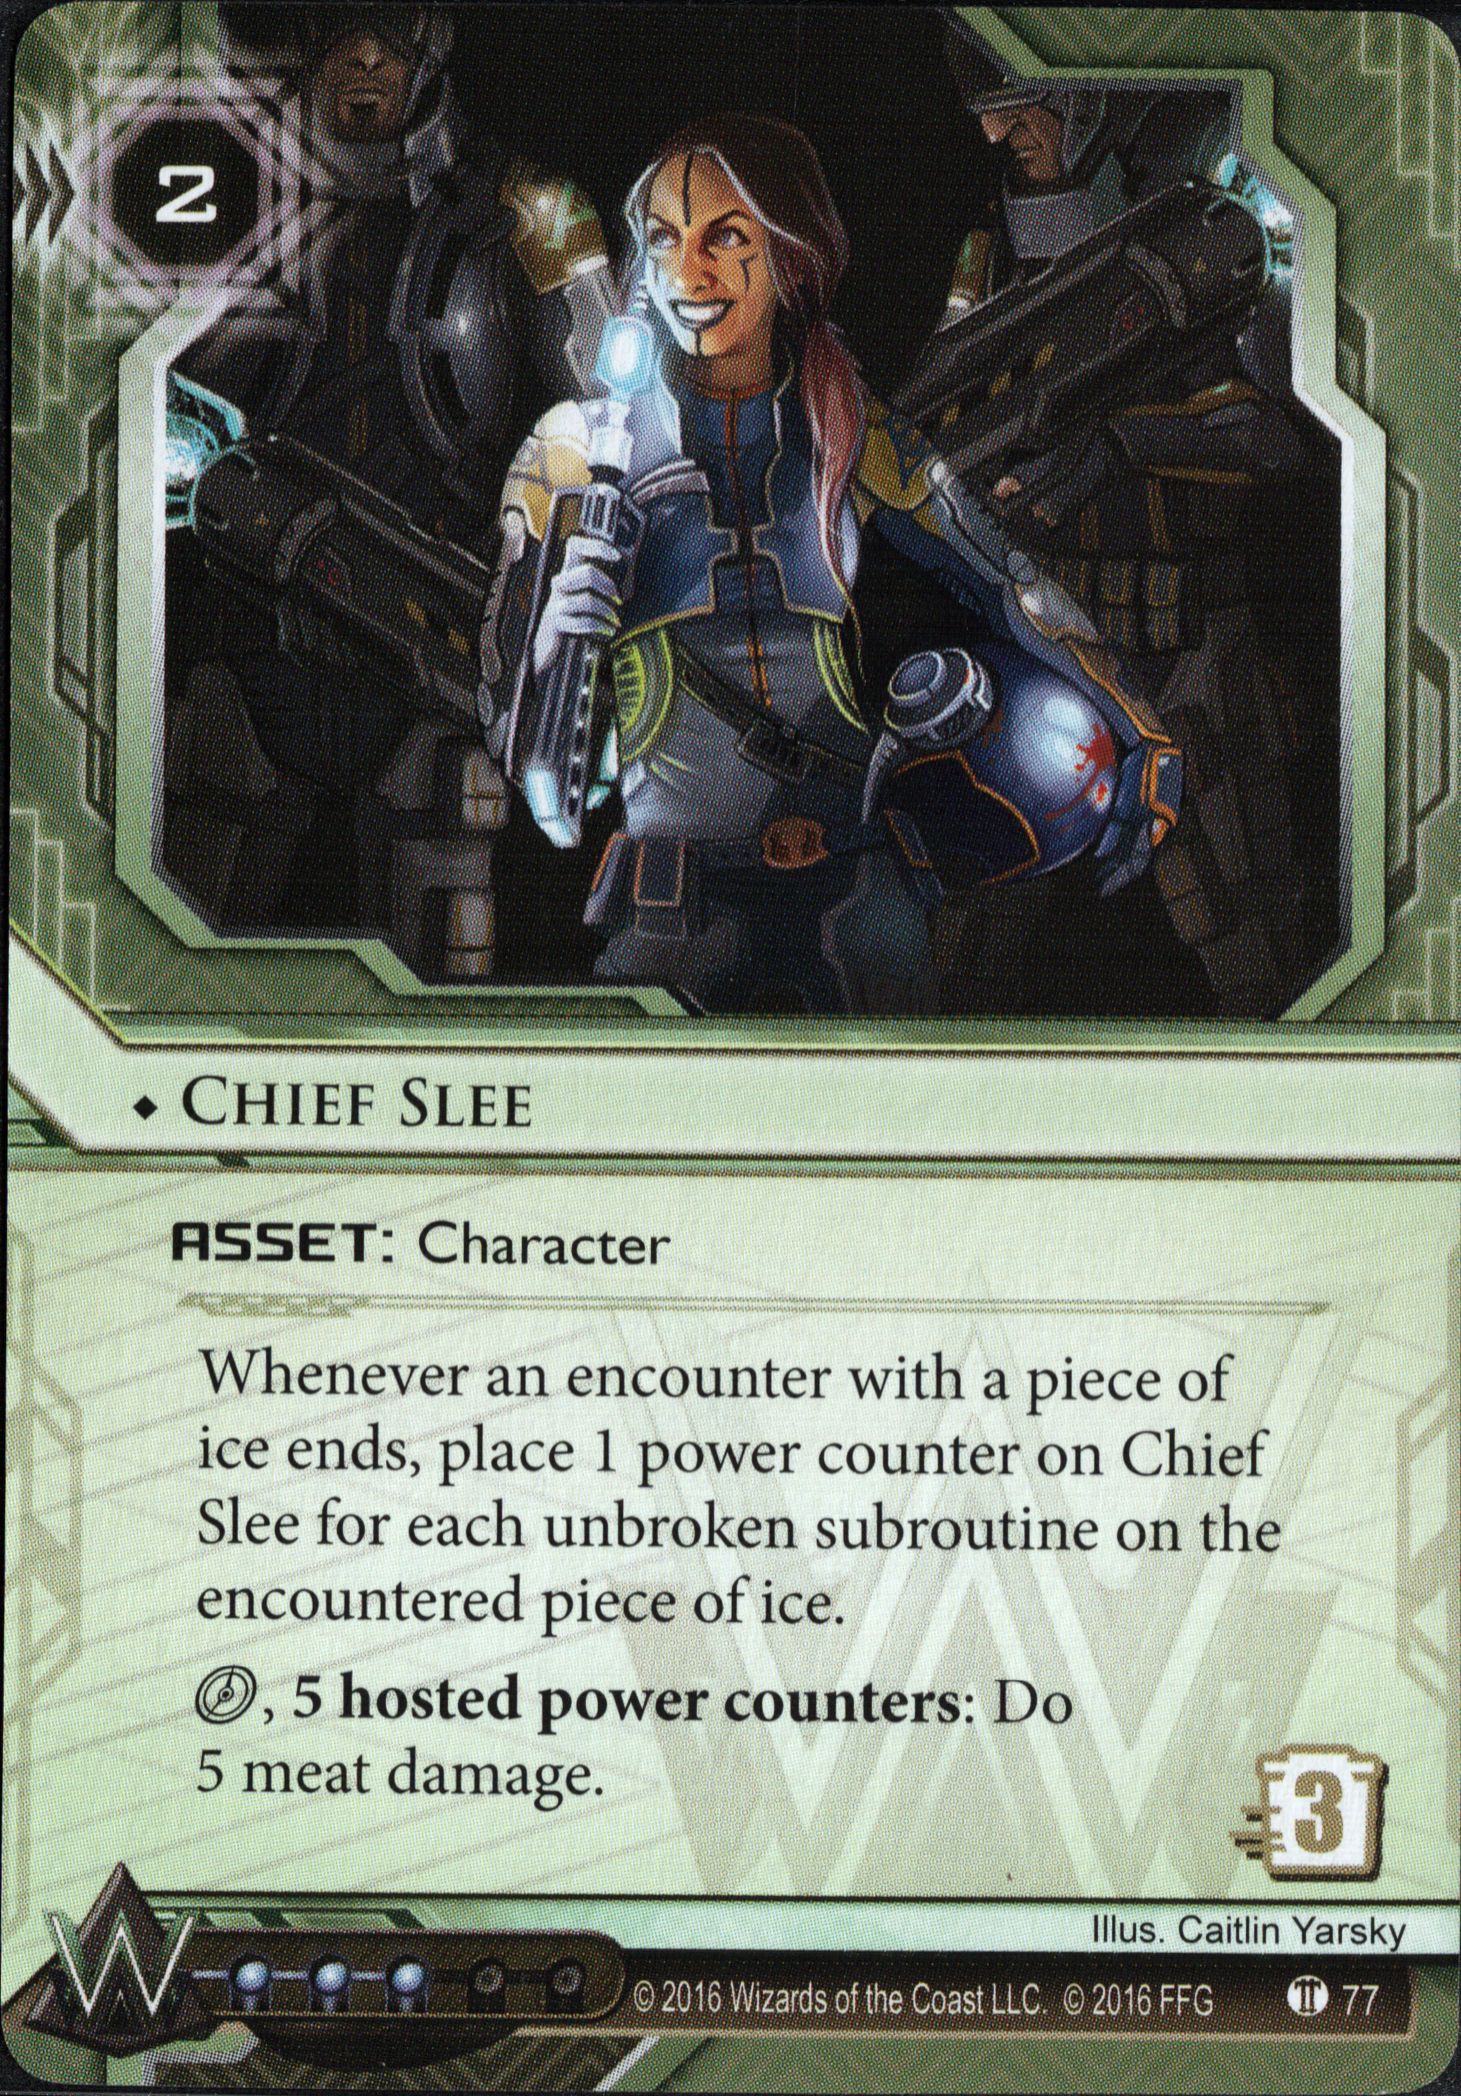 2
◆ CHIEF SLEE
ASSET: Character
Whenever an encounter with a piece of
ice ends, place 1 power counter on Chief
Slee for each unbroken subroutine on the
encountered piece of ice.
, 5 hosted power counters: Do
5 meat damage.
3
Illus. Caitlin Yarsky
W
© 2016 Wizards of the Coast LLC. © 2016 FFG 77